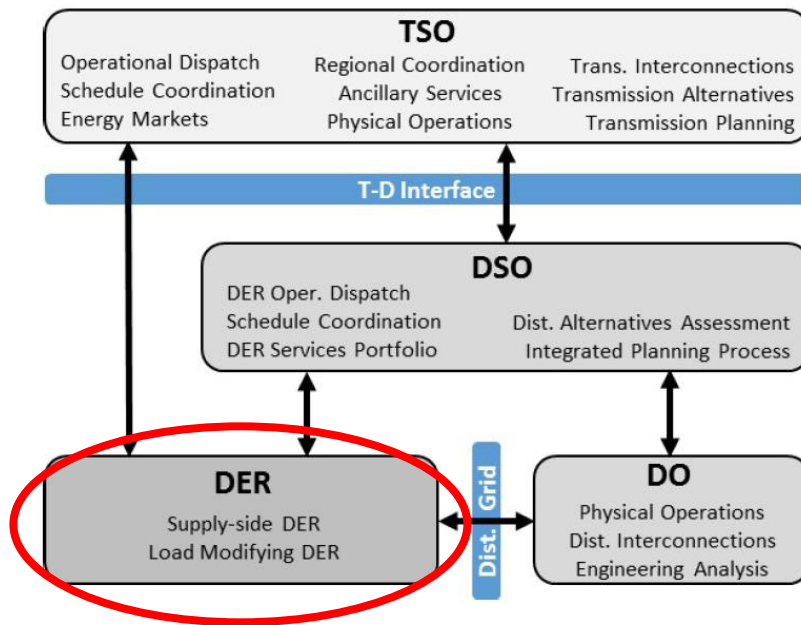 TSO
Operational Dispatch
Schedule Coordination
Energy Markets
Regional Coordination
Ancillary Services
Physical Operations
Trans. Interconnections
Transmission Alternatives
Transmission Planning
T-D Interface
DSO
DER Oper. Dispatch
Schedule Coordination
DER Services Portfolio
Dist. Alternatives Assessment
Integrated Planning Process
DER
Supply-side DER
Load Modifying DER
Dist. Grid
DO
Physical Operations
Dist. Interconnections
Engineering Analysis